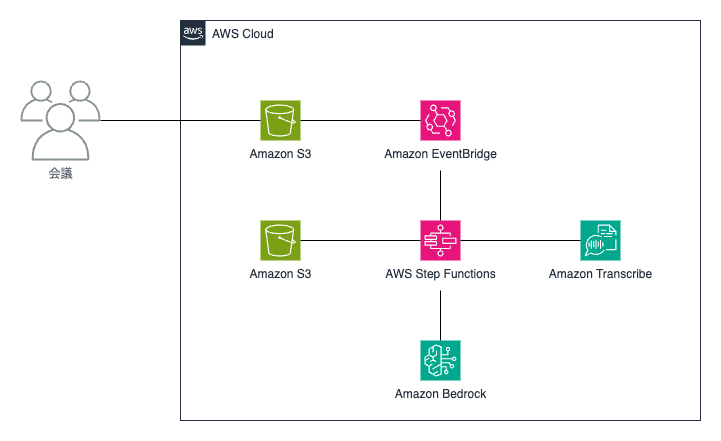 aws
AWS Cloud
会議
Amazon S3
Amazon EventBridge
Amazon S3
AWS Step Functions
Amazon Transcribe
Amazon Bedrock